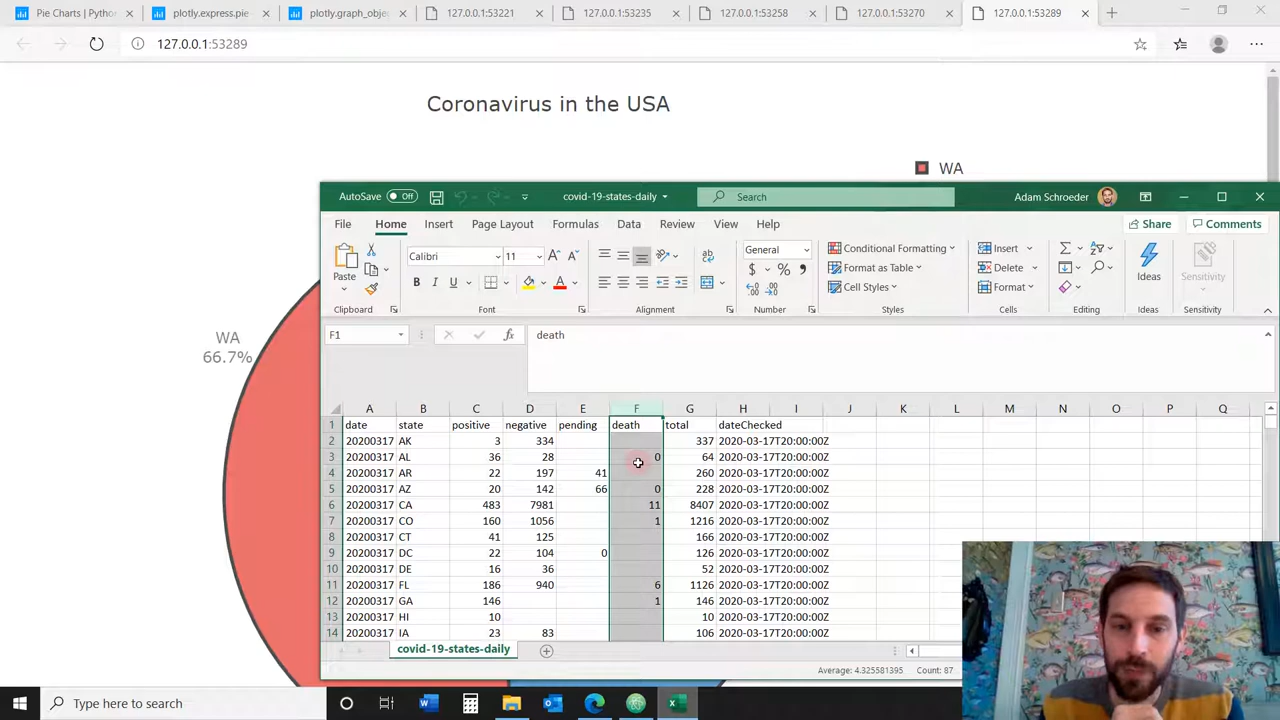 Pie Charts | Python
plotly.express.pie
plotly.graph_obje
127.0.0.1:53221
127.0.0.1:53235
127.0.0.1:53258
127.0.0.1:53270
127.0.0.1:53289
127.0.0.1:53289
Coronavirus in the USA
WA
WA
66.7%
AutoSave Off
covid-19-states-daily
Search
Adam Schroeder
File Home Insert Page Layout Formulas Data Review View Help
Share Comments
Paste
Calibri 11
B I U
General
$ % ,
Conditional Formatting
Format as Table
Cell Styles
Insert
Delete
Format
Ideas
Sensitivity
Clipboard Font Alignment Number Styles Cells Editing Ideas Sensitivity
F1 fx death
A B C D E F G H I J K L M N O P Q
1 date state positive negative pending death total dateChecked
2 20200317 AK 3 334 337 2020-03-17T20:00:00Z
3 20200317 AL 36 28 0 64 2020-03-17T20:00:00Z
4 20200317 AR 22 197 41 260 2020-03-17T20:00:00Z
5 20200317 AZ 20 142 66 0 228 2020-03-17T20:00:00Z
6 20200317 CA 483 7981 11 8407 2020-03-17T20:00:00Z
7 20200317 CO 160 1056 1 1216 2020-03-17T20:00:00Z
8 20200317 CT 41 125 166 2020-03-17T20:00:00Z
9 20200317 DC 22 104 0 126 2020-03-17T20:00:00Z
10 20200317 DE 16 36 52 2020-03-17T20:00:00Z
11 20200317 FL 186 940 6 1126 2020-03-17T20:00:00Z
12 20200317 GA 146 1 146 2020-03-17T20:00:00Z
13 20200317 HI 10 10 2020-03-17T20:00:00Z
14 20200317 IA 23 83 106 2020-03-17T20:00:00Z
covid-19-states-daily
Average: 4.325581395 Count: 87
Type here to search